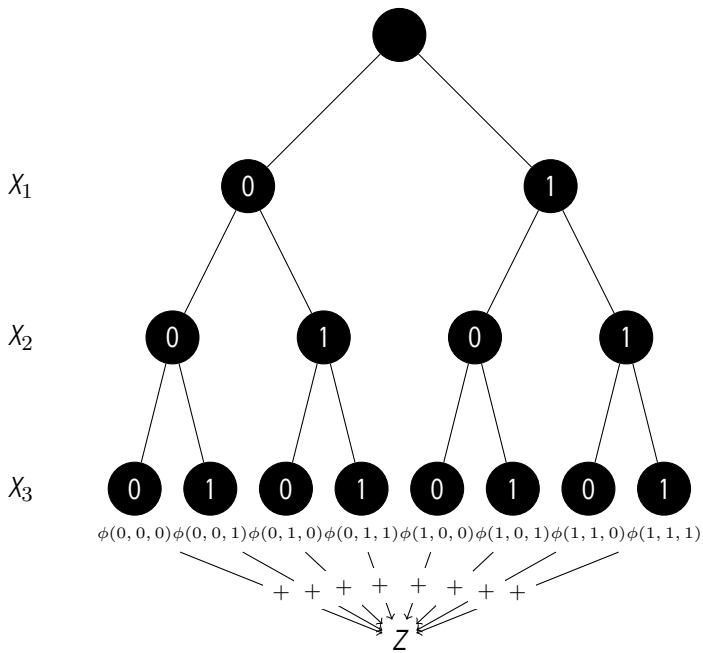 X₁ 0 1
X₂ 0 1 0 1
X₃ 0 1 0 1 0 1 0 1
ϕ(0, 0, 0) ϕ(0, 0, 1) ϕ(0, 1, 0) ϕ(0, 1, 1) ϕ(1, 0, 0) ϕ(1, 0, 1) ϕ(1, 1, 0) ϕ(1, 1, 1)
+ + + + + + + +
Z